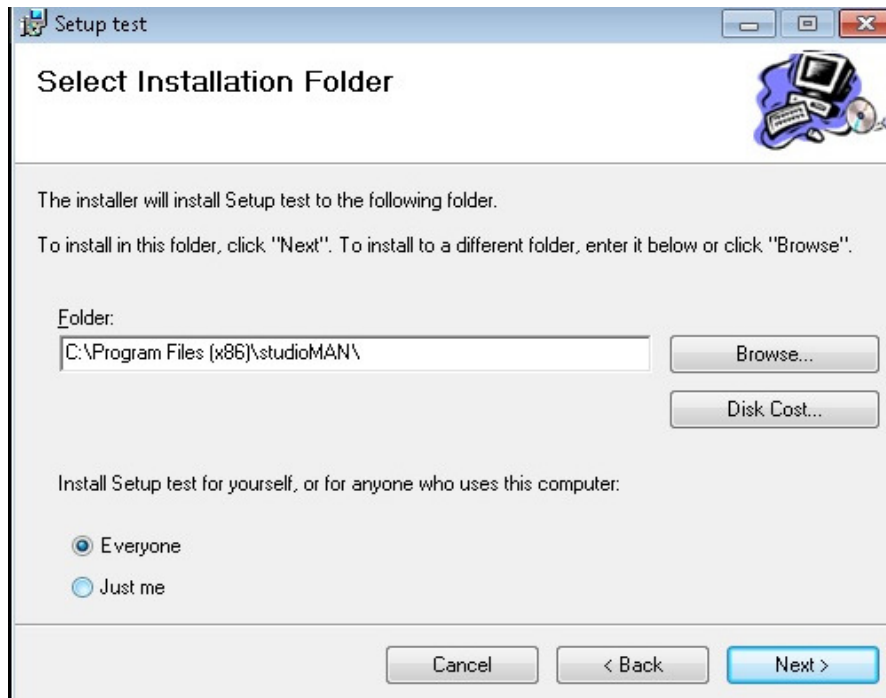 Setup test
Select Installation Folder
The installer will install Setup test to the following folder.
To install in this folder, click "Next". To install to a different folder, enter it below or click "Browse".
Folder:
C:\Program Files (x86)\studioMAN\
Browse...
Disk Cost...
Install Setup test for yourself, or for anyone who uses this computer:
Everyone
Just me
Cancel
< Back
Next >